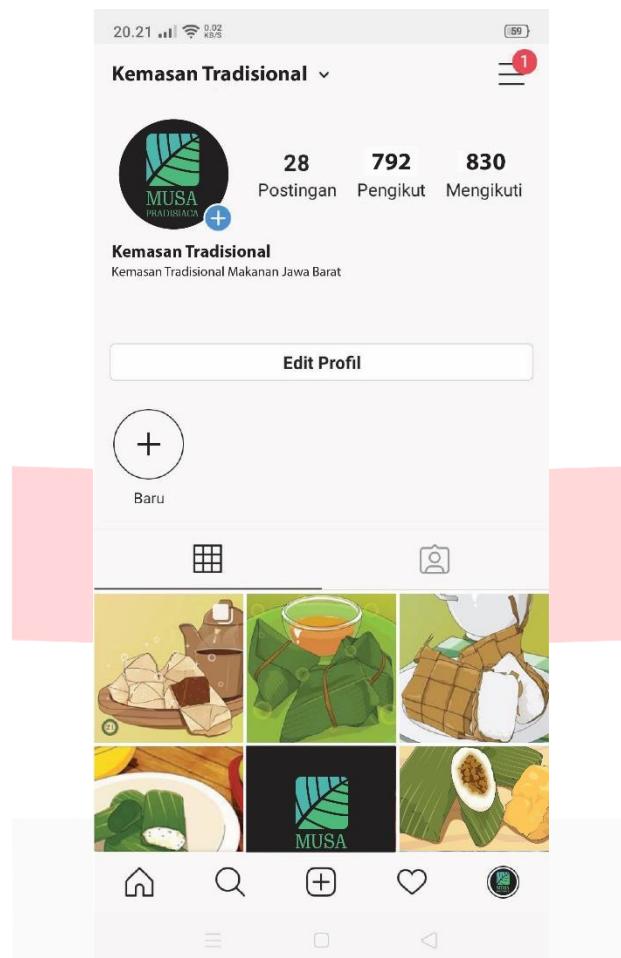 20.21 0.02 KB/S 59
Kemasan Tradisional 1
28 792 830
Postingan Pengikut Mengikuti
MUSA
PRADISIACA
Kemasan Tradisional
Kemasan Tradisional Makanan Jawa Barat
Edit Profil
Baru
21
MUSA